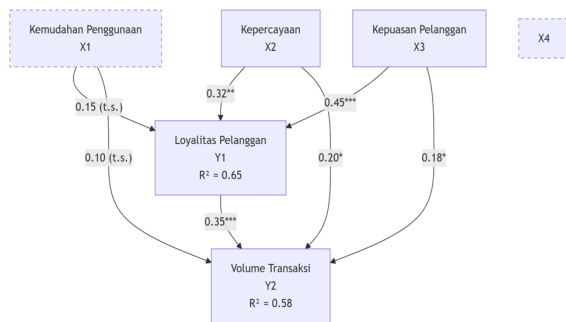 Kemudahan Penggunaan
X1
Kepercayaan
X2
Kepuasan Pelanggan
X3
X4
0.32**
0.45***
0.15 (t.s.)
Loyalitas Pelanggan
Y1
R² = 0.65
0.10 (t.s.)
0.20*
0.18*
0.35***
Volume Transaksi
Y2
R² = 0.58